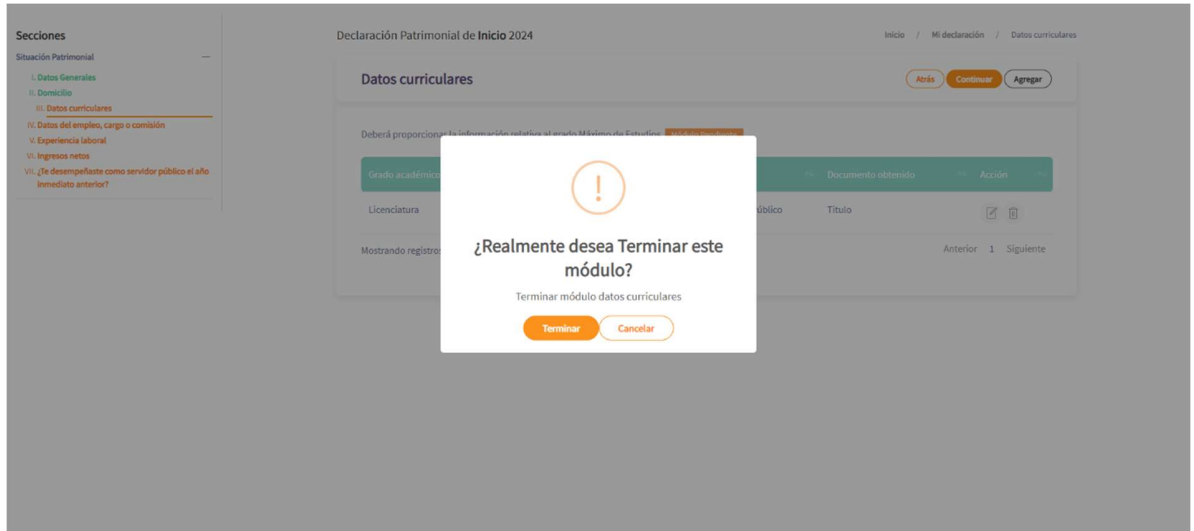 Secciones
Situación Patrimonial
I. Datos Generales
II. Domicilio
III. Datos curriculares
IV. Datos del empleo, cargo o comisión
V. Experiencia laboral
VI. Ingresos netos
VII. ¿Te desempeñaste como servidor público el año
inmediato anterior?
Declaración Patrimonial de Inicio 2024
Inicio / Mi declaración / Datos curriculares
Datos curriculares
Atrás Continuar Agregar
Deberá proporcionar la información relativa al grado Máximo de Estudios
Grado académico Documento obtenido Acción
Licenciatura úblico Título
Mostrando registros Anterior 1 Siguiente
!
¿Realmente desea Terminar este
módulo?
Terminar módulo datos curriculares
Terminar Cancelar